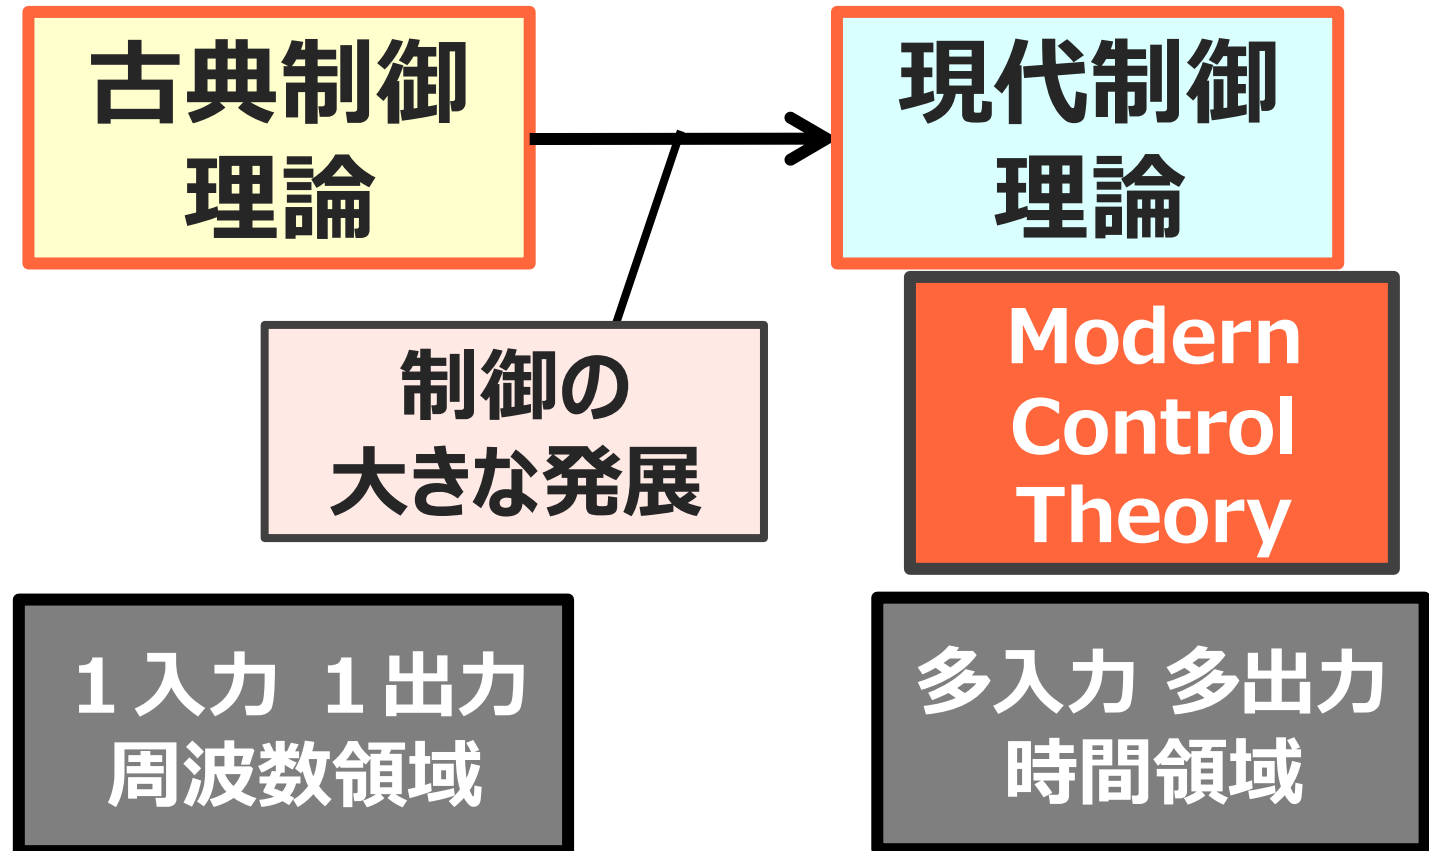 古典制御
理論
現代制御
理論
制御の
大きな発展
Modern
Control
Theory
1入力 1出力
周波数領域
多入力 多出力
時間領域